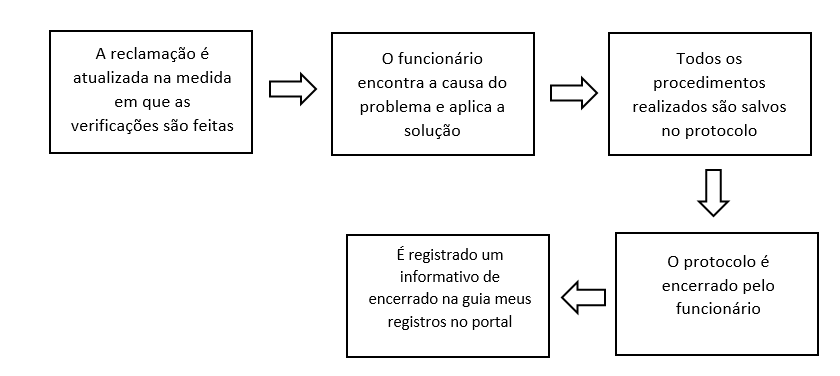 A reclamação é
atualizada na medida
em que as
verificações são feitas
O funcionário
encontra a causa do
problema e aplica a
solução
Todos os
procedimentos
realizados são salvos
no protocolo
O protocolo é
encerrado pelo
funcionário
É registrado um
informativo de
encerrado na guia meus
registros no portal